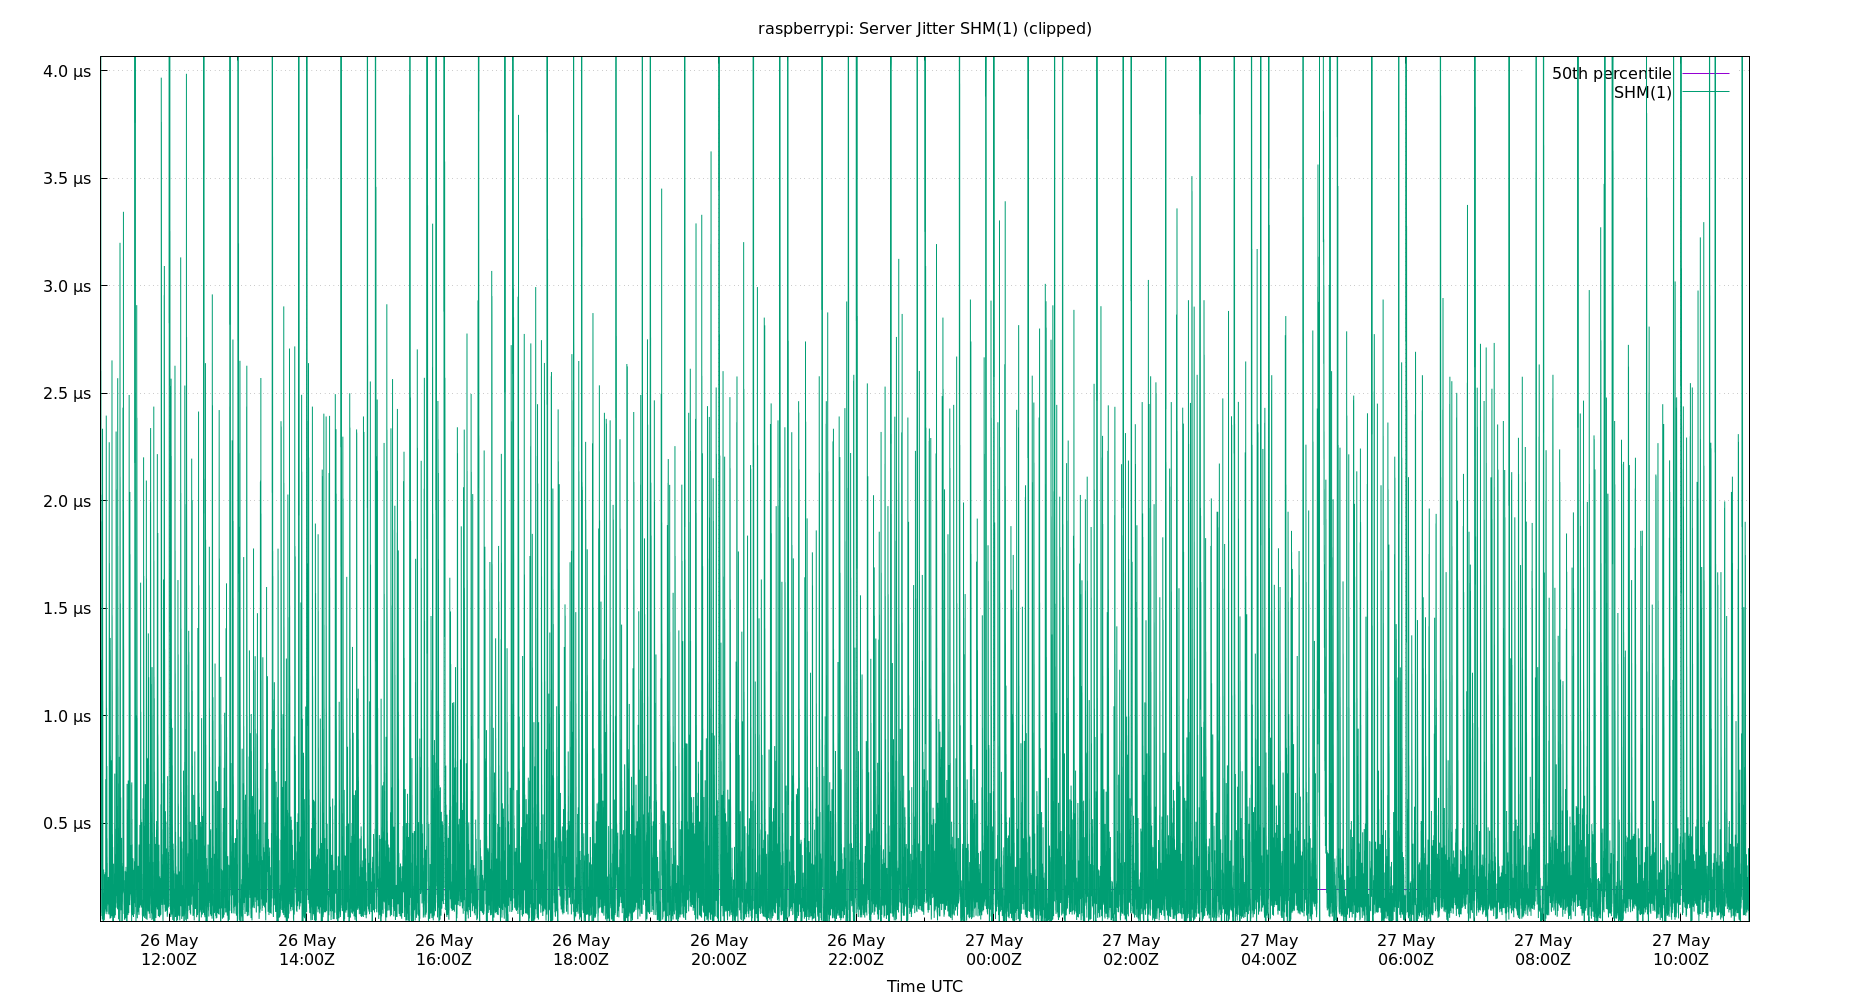 raspberrypi: Server Jitter SHM(1) (clipped)
50th percentile
SHM(1)
4.0 µs
3.5 µs
3.0 µs
2.5 µs
2.0 µs
1.5 µs
1.0 µs
0.5 µs
26 May 26 May 26 May 26 May 26 May 26 May 27 May 27 May 27 May 27 May 27 May 27 May
12:00Z 14:00Z 16:00Z 18:00Z 20:00Z 22:00Z 00:00Z 02:00Z 04:00Z 06:00Z 08:00Z 10:00Z
Time UTC